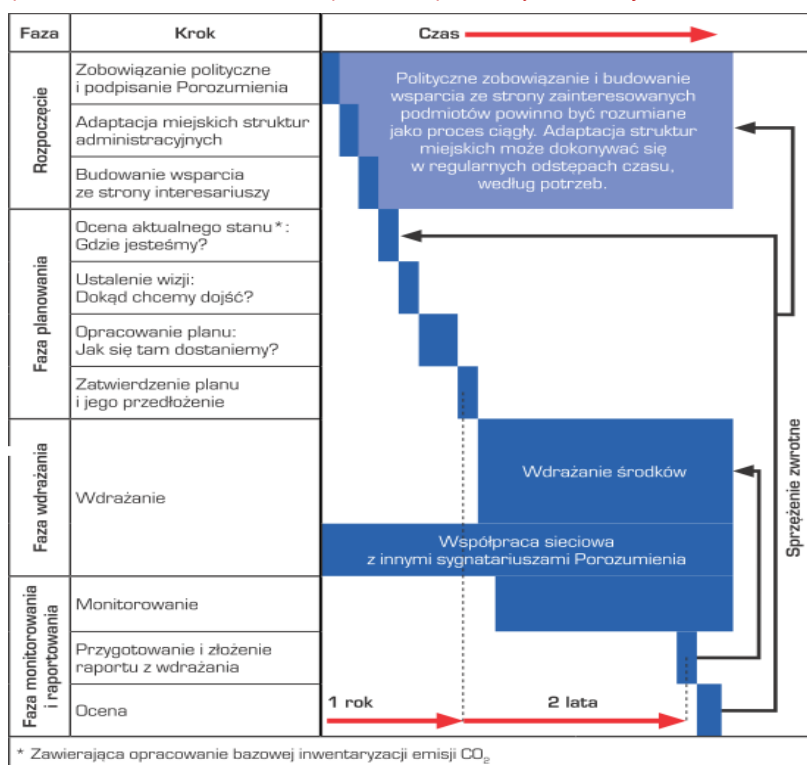 Faza
Krok
Czas
Rozpoczęcie
Zobowiązanie polityczne
i podpisanie Porozumienia
Adaptacja miejskich struktur
administracyjnych
Budowanie wsparcia
ze strony interesariuszy
Polityczne zobowiązanie i budowanie
wsparcia ze strony zainteresowanych
podmiotów powinno być rozumiane
jako proces ciągły. Adaptacja struktur
miejskich może dokonywać się
w regularnych odstępach czasu,
według potrzeb.
Faza planowania
Ocena aktualnego stanu*:
Gdzie jesteśmy?
Ustalenie wizji:
Dokąd chcemy dojść?
Opracowanie planu:
Jak się tam dostaniemy?
Zatwierdzenie planu
i jego przedłożenie
Faza wdrażania
Wdrażanie
Wdrażanie środków
Współpraca sieciowa
z innymi sygnatariuszami Porozumienia
Sprzężenie zwrotne
Faza monitorowania
i raportowania
Monitorowanie
Przygotowanie i złożenie
raportu z wdrażania
Ocena
1 rok
2 lata
* Zawierająca opracowanie bazowej inwentaryzacji emisji CO₂